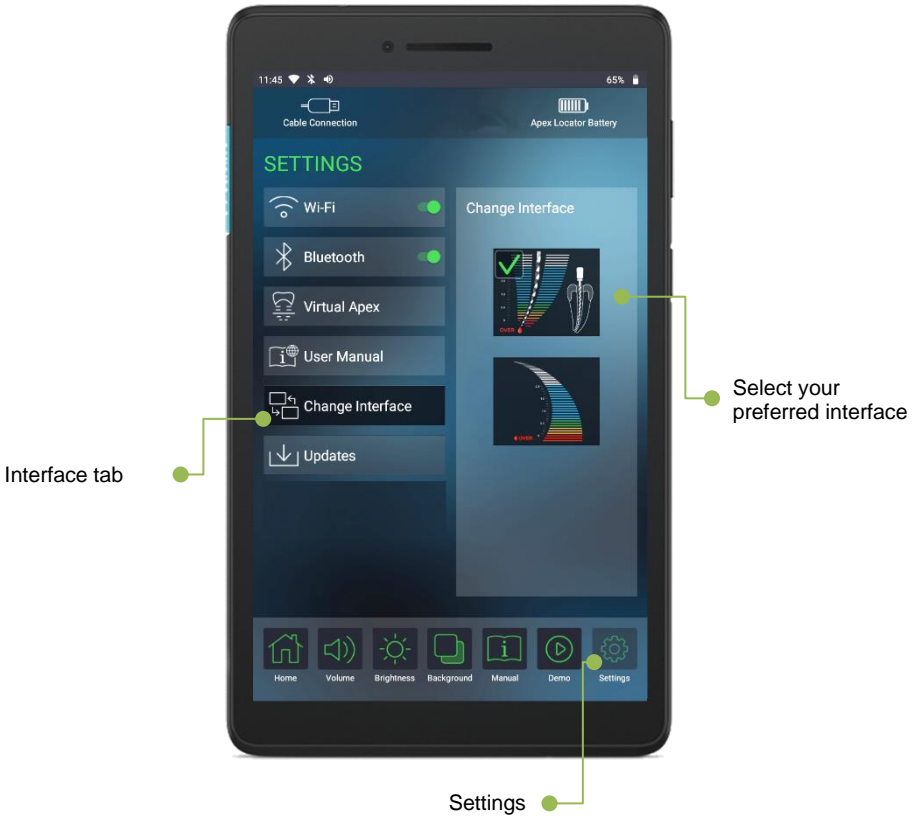 11:45
65%
Cable Connection
Apex Locator Battery
SETTINGS
Wi-Fi
Bluetooth
Virtual Apex
User Manual
Change Interface
Updates
Change Interface
OVER
OVER
Select your
preferred interface
Interface tab
Home
Volume
Brightness
Background
Manual
Demo
Settings
Settings